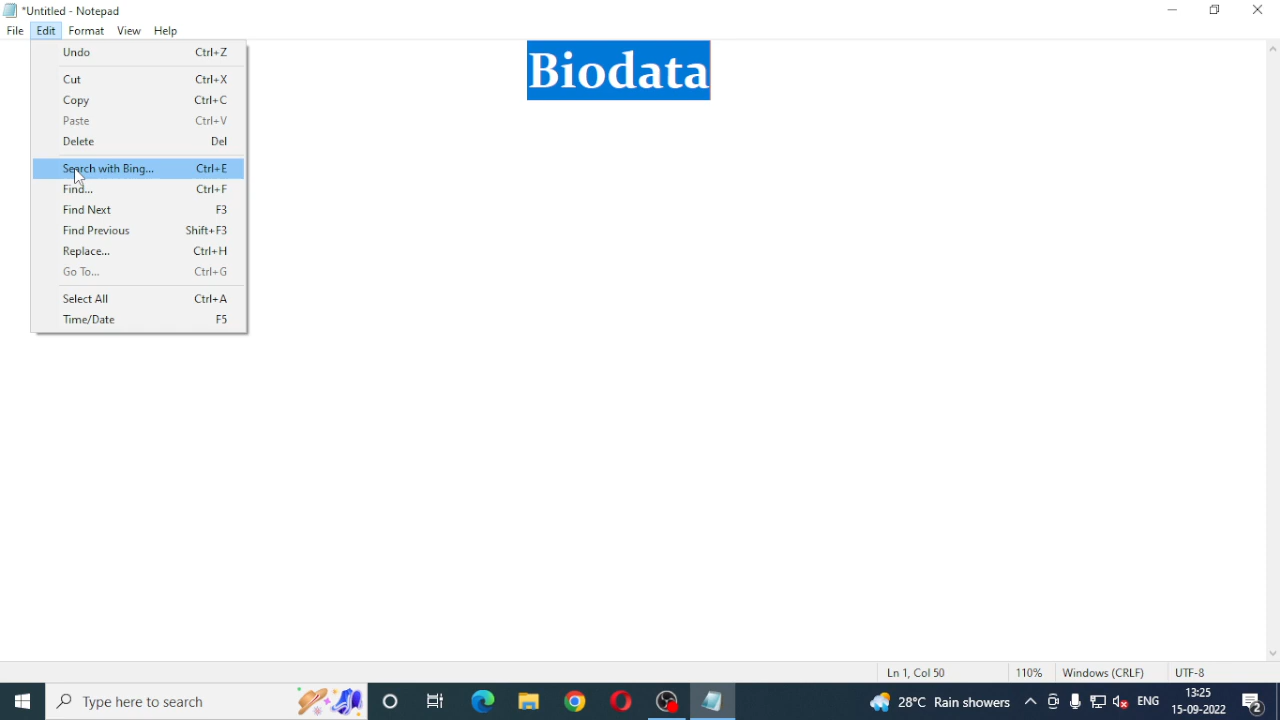 *Untitled - Notepad
File Edit Format View Help
Biodata
Undo Ctrl+Z
Cut Ctrl+X
Copy Ctrl+C
Paste Ctrl+V
Delete Del
Search with Bing... Ctrl+E
Find... Ctrl+F
Find Next F3
Find Previous Shift+F3
Replace... Ctrl+H
Go To... Ctrl+G
Select All Ctrl+A
Time/Date F5
Ln 1, Col 50 110% Windows (CRLF) UTF-8
Type here to search 28°C Rain showers ENG 13:25
15-09-2022 2